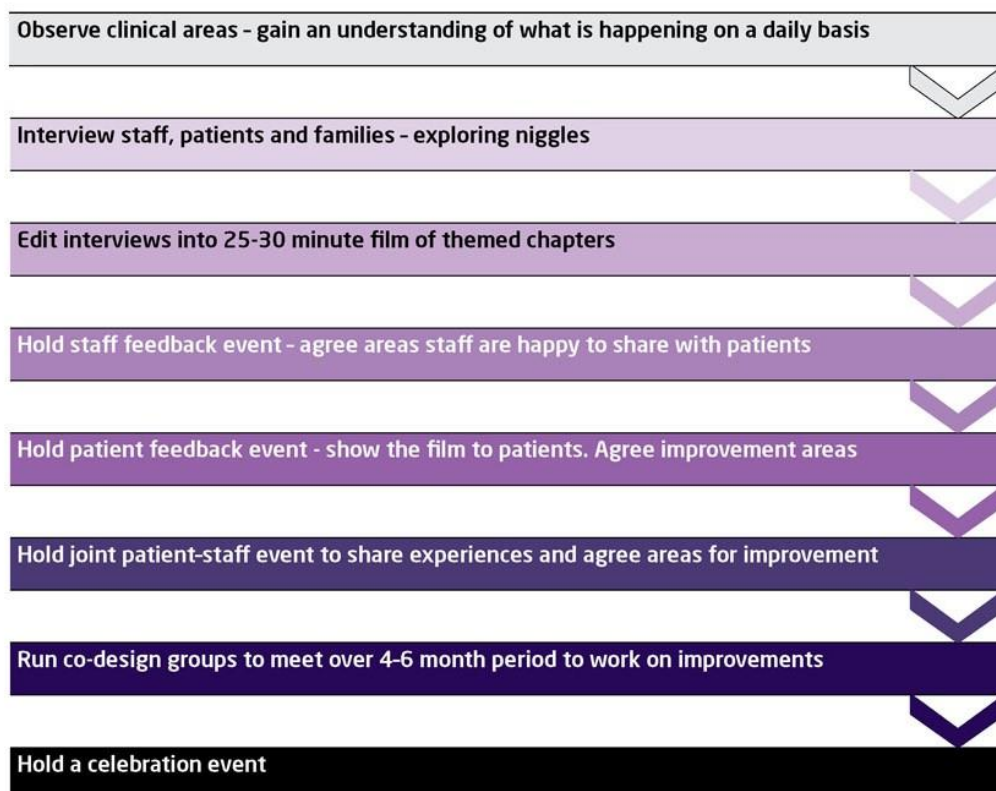 Observe clinical areas – gain an understanding of what is happening on a daily basis
Interview staff, patients and families – exploring niggles
Edit interviews into 25-30 minute film of themed chapters
Hold staff feedback event – agree areas staff are happy to share with patients
Hold patient feedback event - show the film to patients. Agree improvement areas
Hold joint patient–staff event to share experiences and agree areas for improvement
Run co-design groups to meet over 4-6 month period to work on improvements
Hold a celebration event